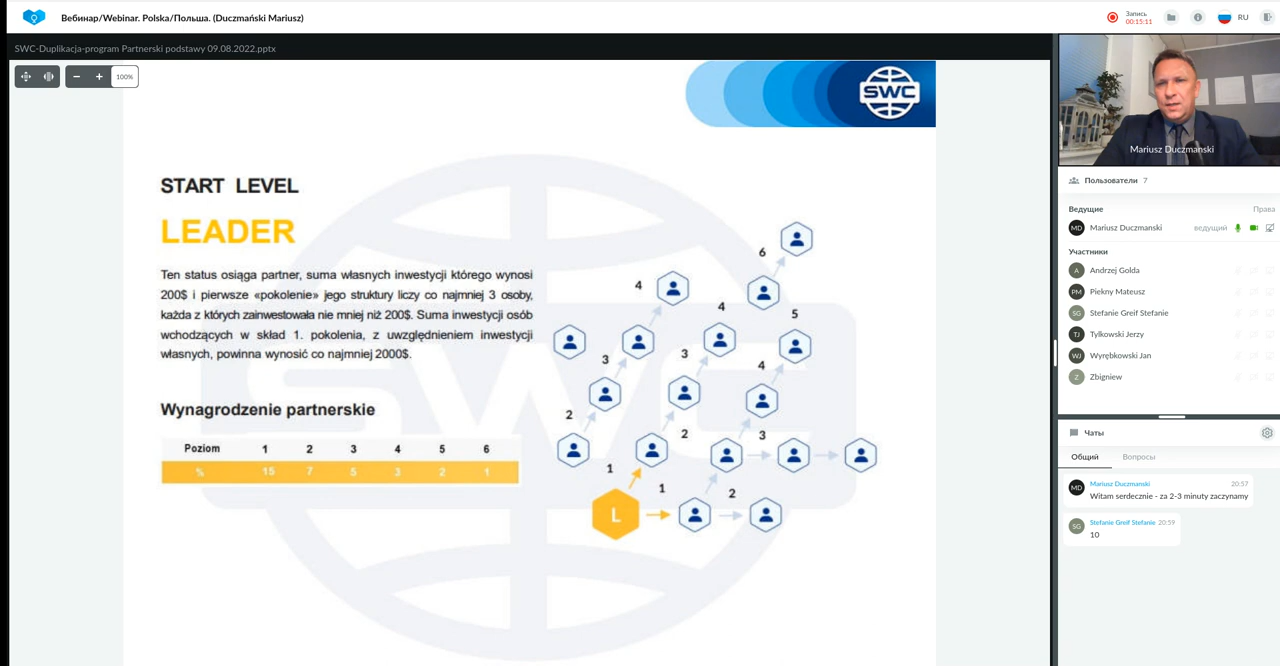 Вебинар/Webinar. Polska/Польша. (Duczmański Mariusz)
Запись
00:15:11
RU
SWC-Duplikacja-program Partnerski podstawy 09.08.2022.pptx
100%
SWC
START LEVEL
LEADER
Ten status osiąga partner, suma własnych inwestycji którego wynosi
200$ i pierwsze «pokolenie» jego struktury liczy co najmniej 3 osoby,
każda z których zainwestowała nie mniej niż 200$. Suma inwestycji osób
wchodzących w skład 1. pokolenia, z uwzględnieniem inwestycji
własnych, powinna wynosić co najmniej 2000$.
Wynagrodzenie partnerskie
Poziom 1 2 3 4 5 6
% 15 7 5 3 2 1
6
4
4
5
3
3
4
2
2
3
1
1
2
L
SWC
Mariusz Duczmanski
Пользователи 7
Ведущие Права
MD Mariusz Duczmanski ведущий
Участники
A Andrzej Golda
PM Piekny Mateusz
SG Stefanie Greif Stefanie
TJ Tylkowski Jerzy
WJ Wyrębkowski Jan
Z Zbigniew
Чаты
Общий Вопросы
MD Mariusz Duczmanski 20:57
Witam serdecznie - za 2-3 minuty zaczynamy
SG Stefanie Greif Stefanie 20:59
10